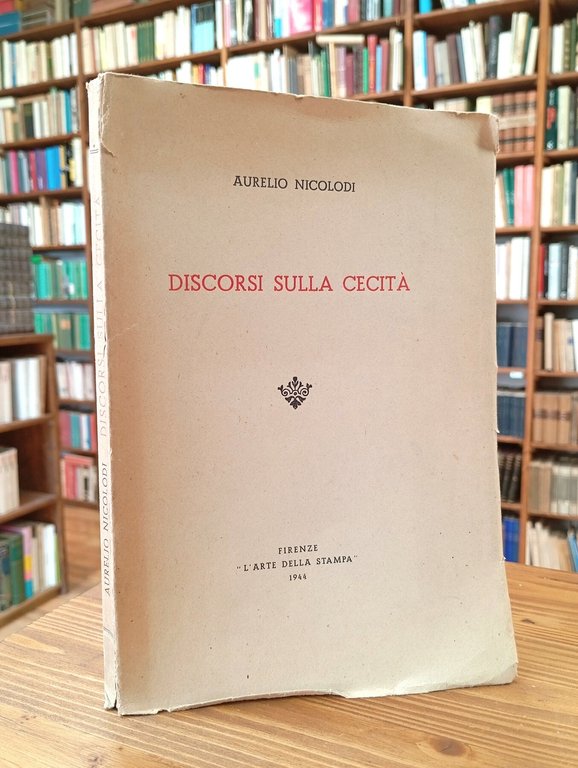 AURELIO NICOLODI
DISCORSI SULLA CECITÀ
FIRENZE
"L'ARTE DELLA STAMPA"
1944
AURELIO NICOLODI DISCORSI SULLA CECITÀ